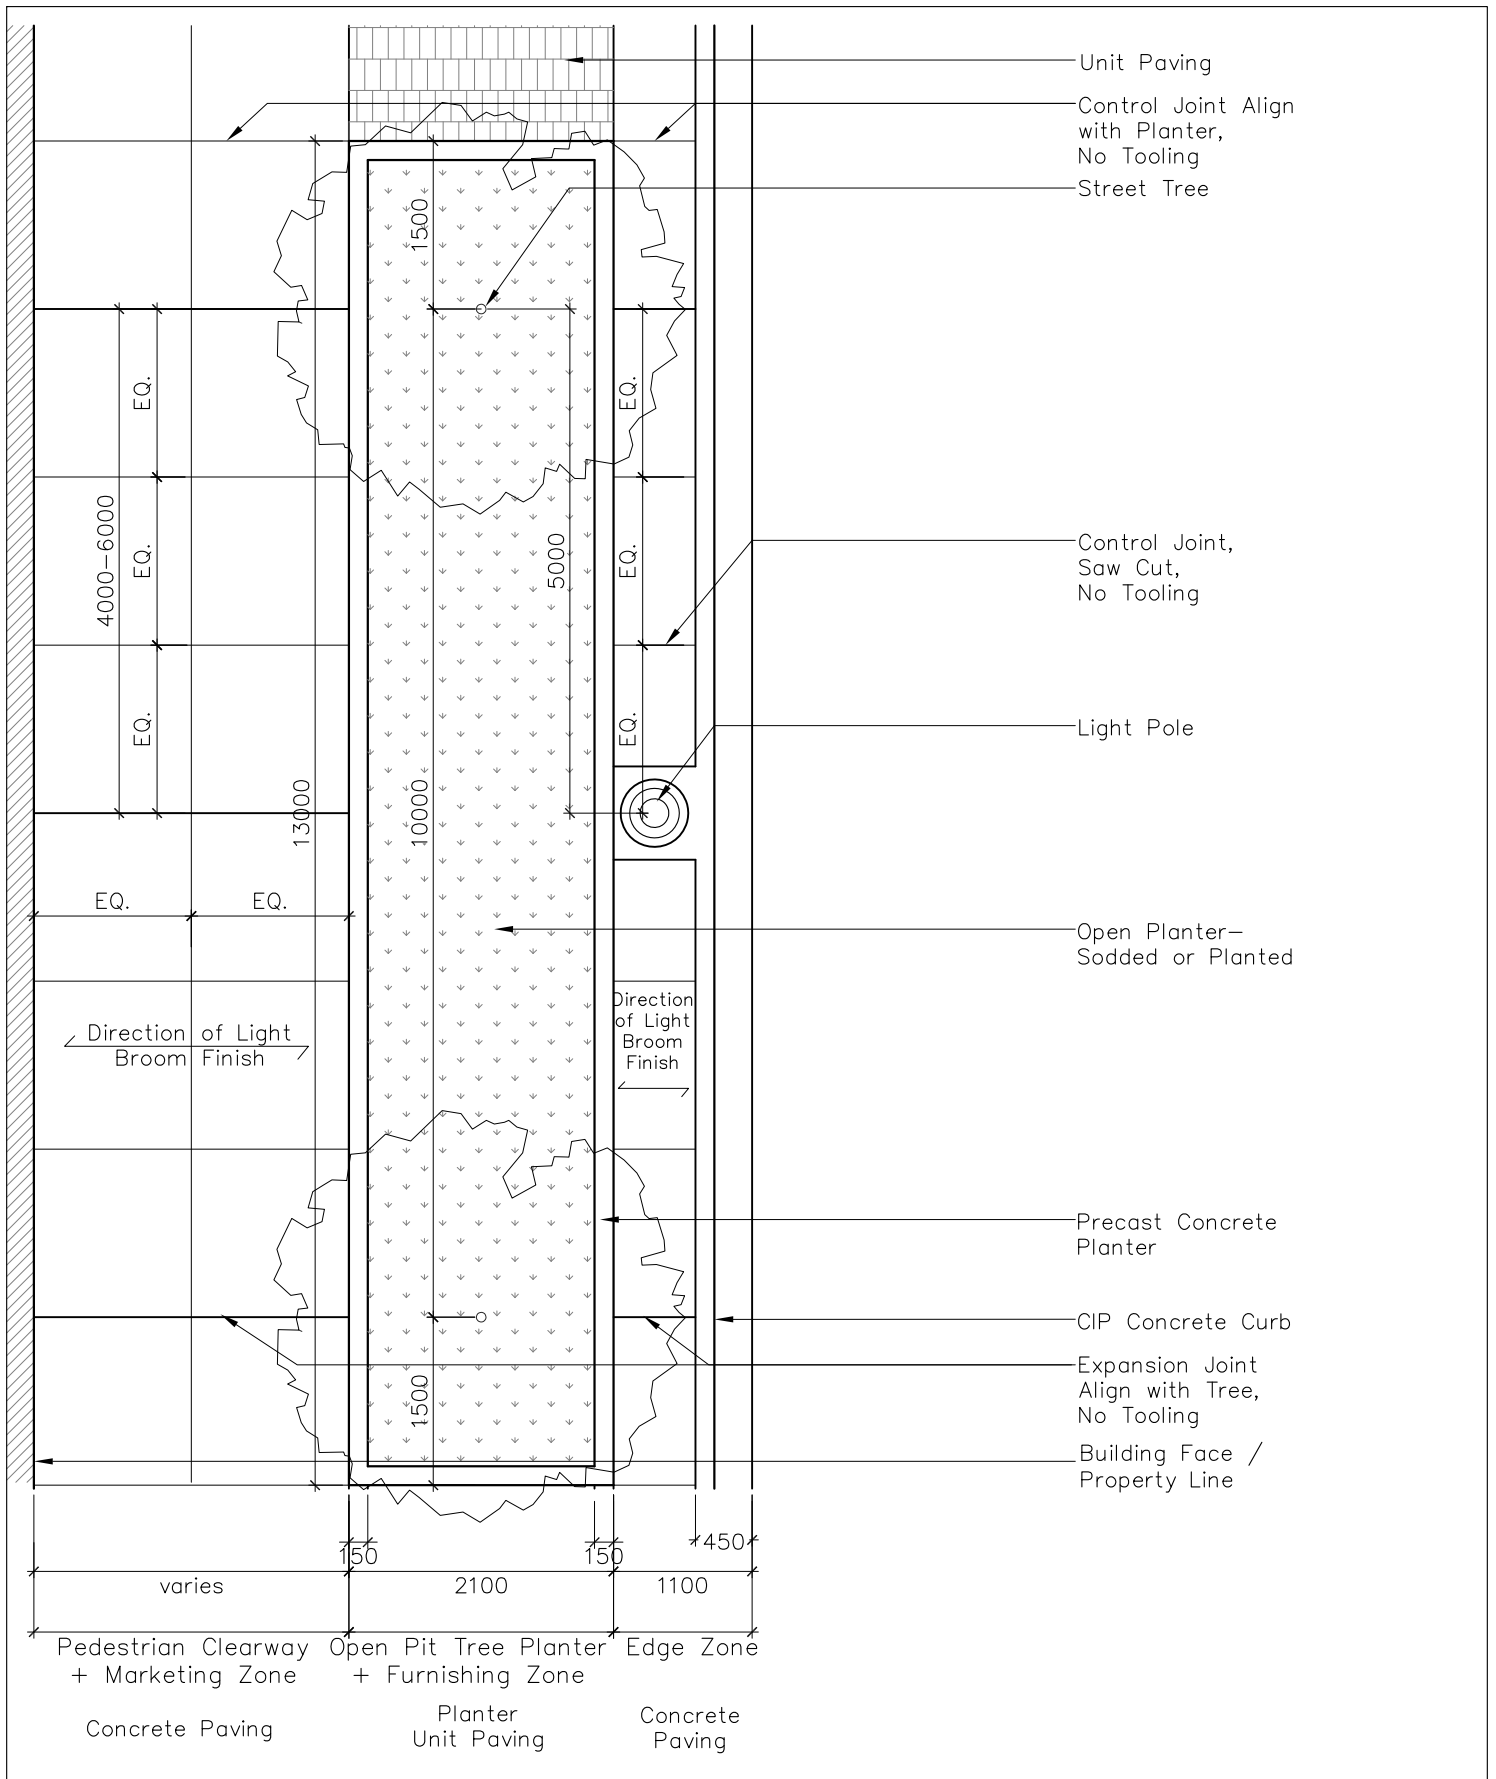 Unit Paving
Control Joint Align
with Planter,
No Tooling
Street Tree
1500
EQ.
EQ.
4000-6000
EQ.
EQ.
5000
Control Joint,
Saw Cut,
No Tooling
EQ.
EQ.
Light Pole
13000
10000
EQ.
EQ.
Open Planter-
Sodded or Planted
Direction of Light
Broom Finish
Direction
of Light
Broom
Finish
Precast Concrete
Planter
CIP Concrete Curb
Expansion Joint
Align with Tree,
No Tooling
1500
Building Face /
Property Line
150
150
450
varies
2100
1100
Pedestrian Clearway
+ Marketing Zone
Open Pit Tree Planter
+ Furnishing Zone
Edge Zone
Concrete Paving
Planter
Unit Paving
Concrete
Paving